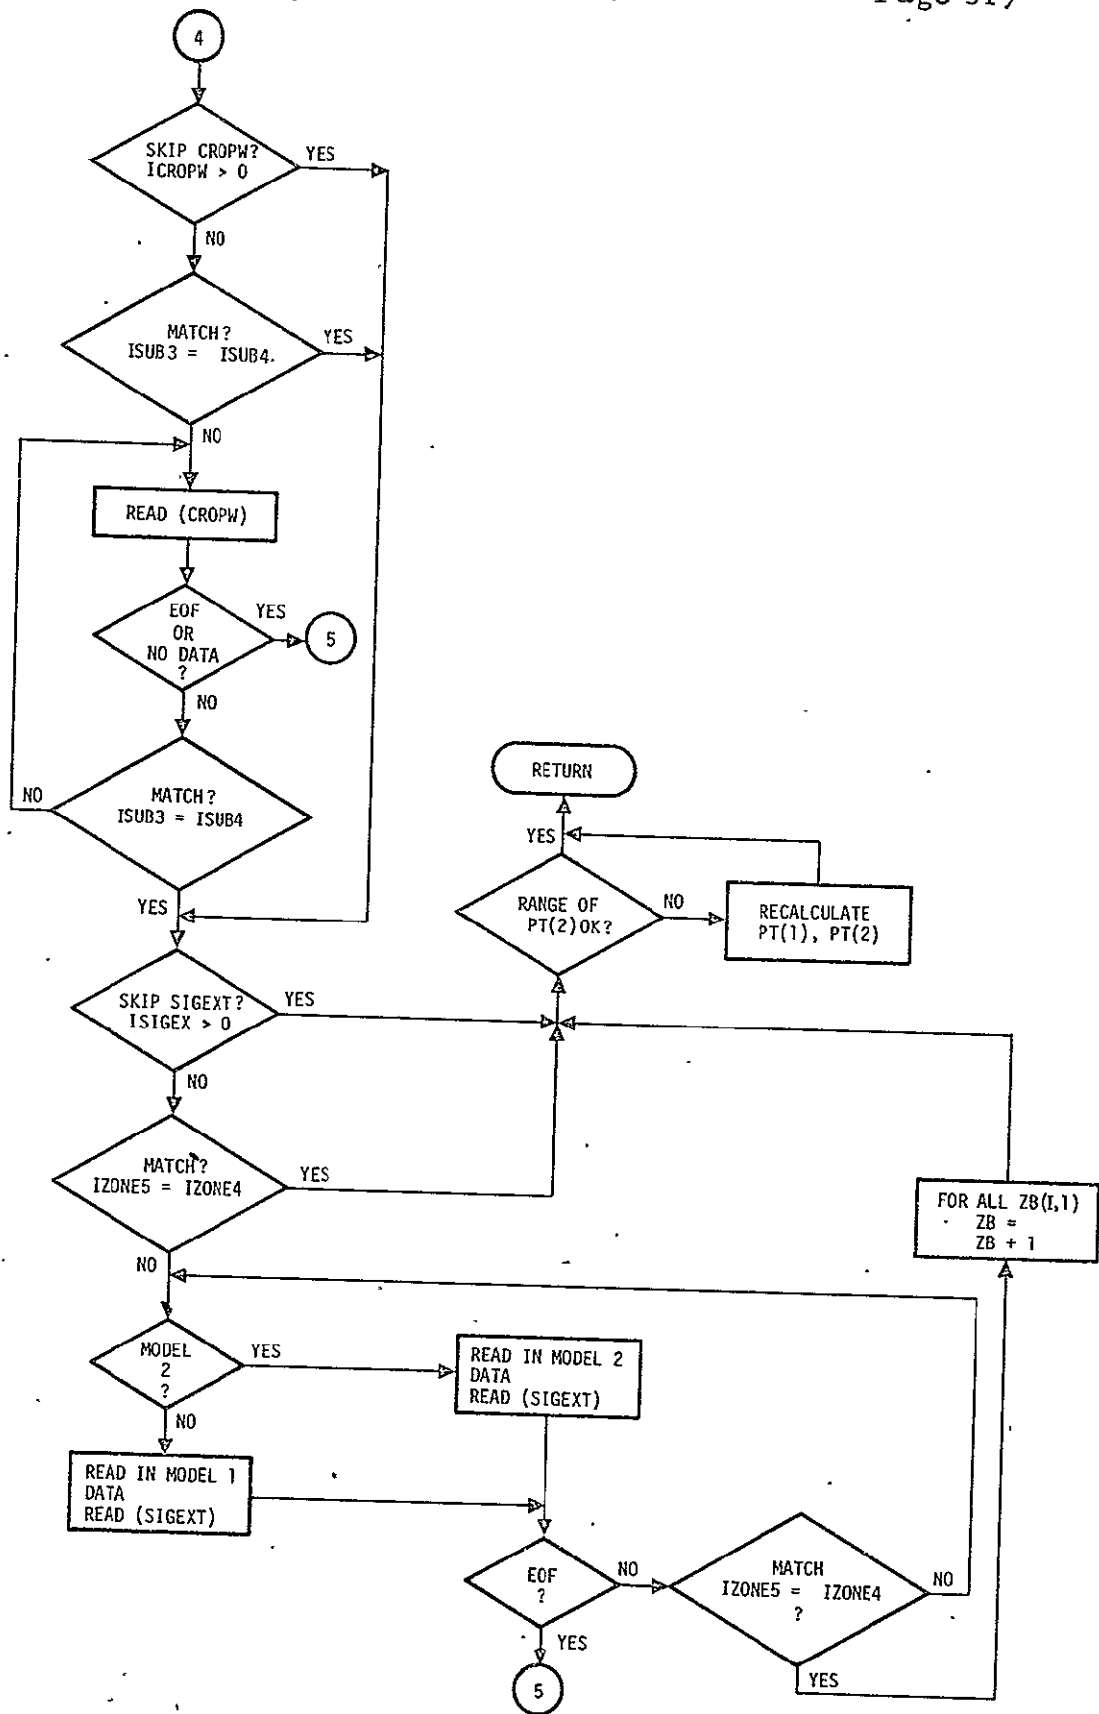 4
SKIP CROPW?
ICROPW > 0
YES
NO
MATCH?
ISUB3 = ISUB4.
YES
NO
READ (CROPW)
EOF
OR
NO DATA
?
YES
5
NO
MATCH?
ISUB3 = ISUB4
NO
YES
RETURN
YES
RANGE OF
PT(2)OK?
NO
RECALCULATE
PT(1), PT(2)
SKIP SIGEXT?
ISIGEX > 0
YES
NO
MATCH?
IZONE5 = IZONE4
YES
NO
FOR ALL ZB(I,1)
ZB =
ZB + 1
MODEL
2
?
YES
READ IN MODEL 2
DATA
READ (SIGEXT)
NO
READ IN MODEL 1
DATA
READ (SIGEXT)
EOF
?
NO
MATCH
IZONE5 = IZONE4
?
NO
YES
YES
5